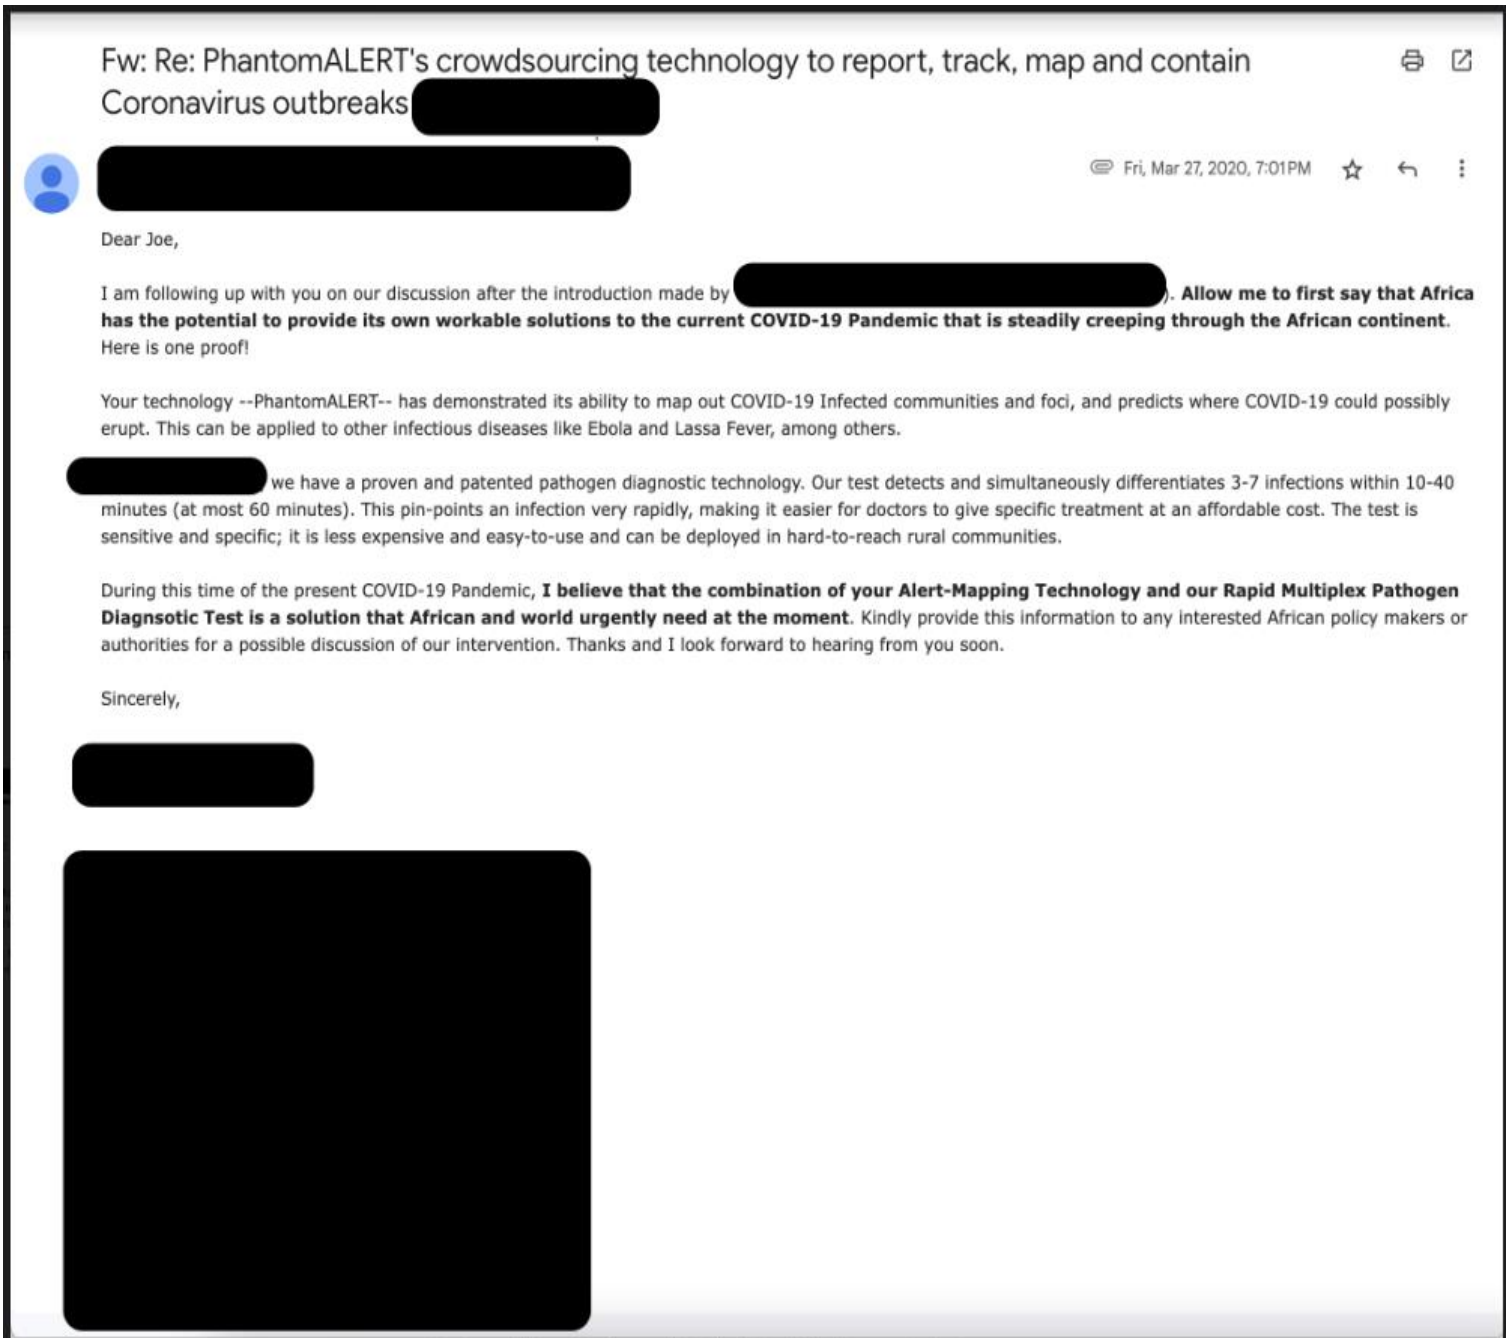 Fw: Re: PhantomALERT's crowdsourcing technology to report, track, map and contain
Coronavirus outbreaks
Fri, Mar 27, 2020, 7:01 PM
Dear Joe,
I am following up with you on our discussion after the introduction made by ). Allow me to first say that Africa
has the potential to provide its own workable solutions to the current COVID-19 Pandemic that is steadily creeping through the African continent.
Here is one proof!
Your technology --PhantomALERT-- has demonstrated its ability to map out COVID-19 Infected communities and foci, and predicts where COVID-19 could possibly
erupt. This can be applied to other infectious diseases like Ebola and Lassa Fever, among others.
we have a proven and patented pathogen diagnostic technology. Our test detects and simultaneously differentiates 3-7 infections within 10-40
minutes (at most 60 minutes). This pin-points an infection very rapidly, making it easier for doctors to give specific treatment at an affordable cost. The test is
sensitive and specific; it is less expensive and easy-to-use and can be deployed in hard-to-reach rural communities.
During this time of the present COVID-19 Pandemic, I believe that the combination of your Alert-Mapping Technology and our Rapid Multiplex Pathogen
Diagnsotic Test is a solution that African and world urgently need at the moment. Kindly provide this information to any interested African policy makers or
authorities for a possible discussion of our intervention. Thanks and I look forward to hearing from you soon.
Sincerely,